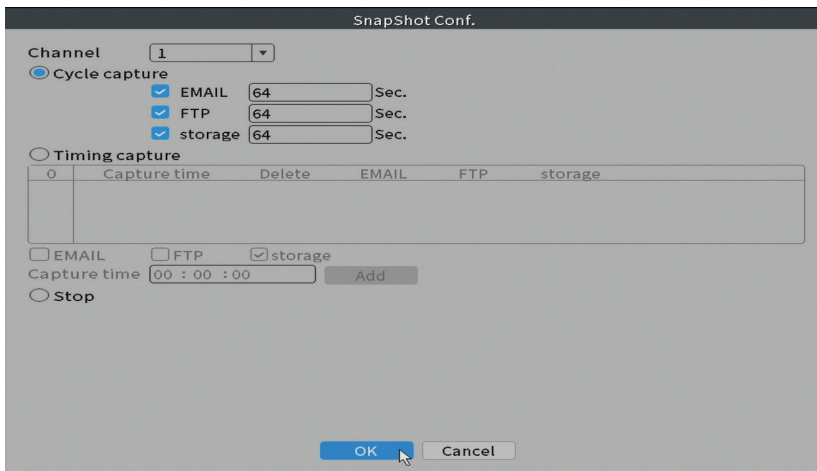 SnapShot Conf.
Channel 1
Cycle capture
EMAIL 64 Sec.
FTP 64 Sec.
storage 64 Sec.
Timing capture
0 Capture time Delete EMAIL FTP storage
EMAIL FTP storage
Capture time 00 : 00 : 00 Add
Stop
OK Cancel